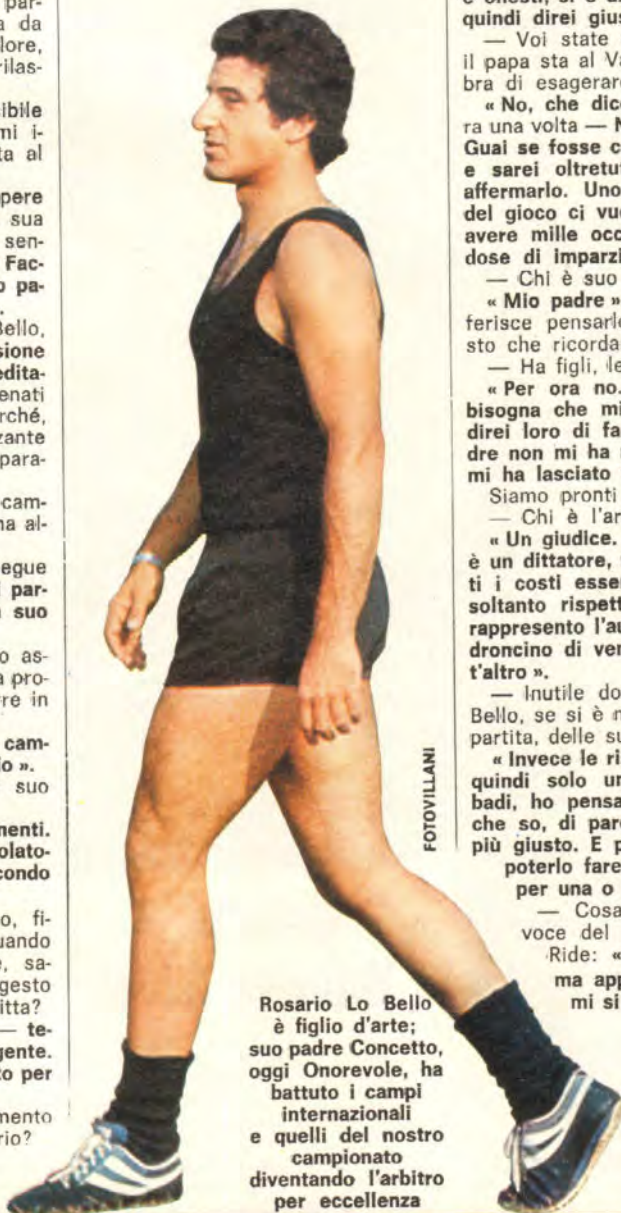 par-
a da
lore,
rilas-
ibile
mi i-
ta al
pere
sua
sen-
Fac-
o pa-
Bello,
sione
edita-
enati
rché,
zante
para-
cam-
na al-
egue
par-
suo
o as-
a pro-
re in
cam-
io ».
suo
nenti.
olato-
condo
o, fi-
uando
e, sa-
gesto
itta?
— te-
gente.
to per
mento
rio?
FOTOVILLANI
Rosario Lo Bello
è figlio d'arte;
suo padre Concetto,
oggi Onorevole, ha
battuto i campi
internazionali
e quelli del nostro
campionato
diventando l'arbitro
per eccellenza
quindi direi gius
— Voi state
il papa sta al Va
bra di esagerar
« No, che dic
ra una volta — N
Guai se fosse c
e sarei oltretu
affermarlo. Uno
del gioco ci vu
avere mille occ
dose di imparzi
— Chi è suo
« Mio padre »
ferisce pensarl
sto che ricorda
— Ha figli, le
« Per ora no.
bisogna che mi
direi loro di fa
dre non mi ha
mi ha lasciato
Siamo pronti
— Chi è l'ar
« Un giudice.
è un dittatore,
ti i costi esser
soltanto rispett
rappresento l'au
droncino di ver
t'altro ».
— Inutile do
Bello, se si è n
partita, delle su
« Invece le ri
quindi solo un
badi, ho pensa
che so, di pare
più giusto. E p
poterlo fare
per una o
— Cosa
voce del
Ride: «
ma app
mi si